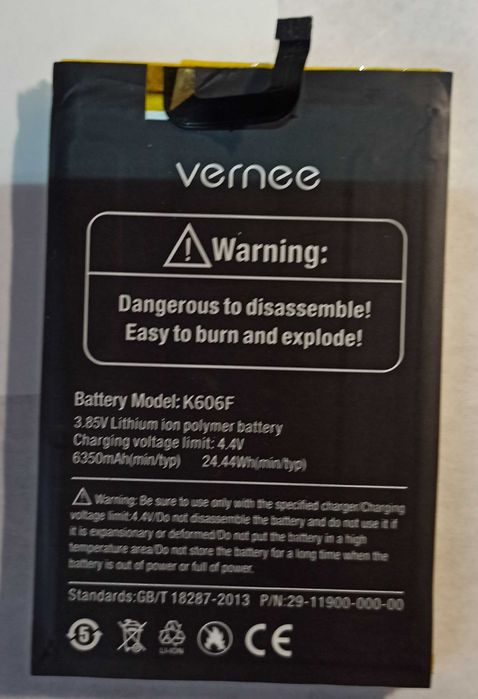 vernee
Warning:
Dangerous to disassemble!
Easy to burn and explode!
Battery Model: K606F
3.85V Lithium ion polymer battery
Charging voltage limit: 4.4V
6350mAh(min/typ) 24.44Wh(min/typ)
Warning: Be sure to use only with the specified charger/Charging
voltage limit:4.4V/Do not disassemble the battery and do not use it if
it is expansionary or deformed/Do not put the battery in a high
temperature area/Do not store the battery for a long time when the
battery is out of power or full of power.
Standards:GB/T 18287-2013 P/N:29-11900-000-00
5 LI-ION CE